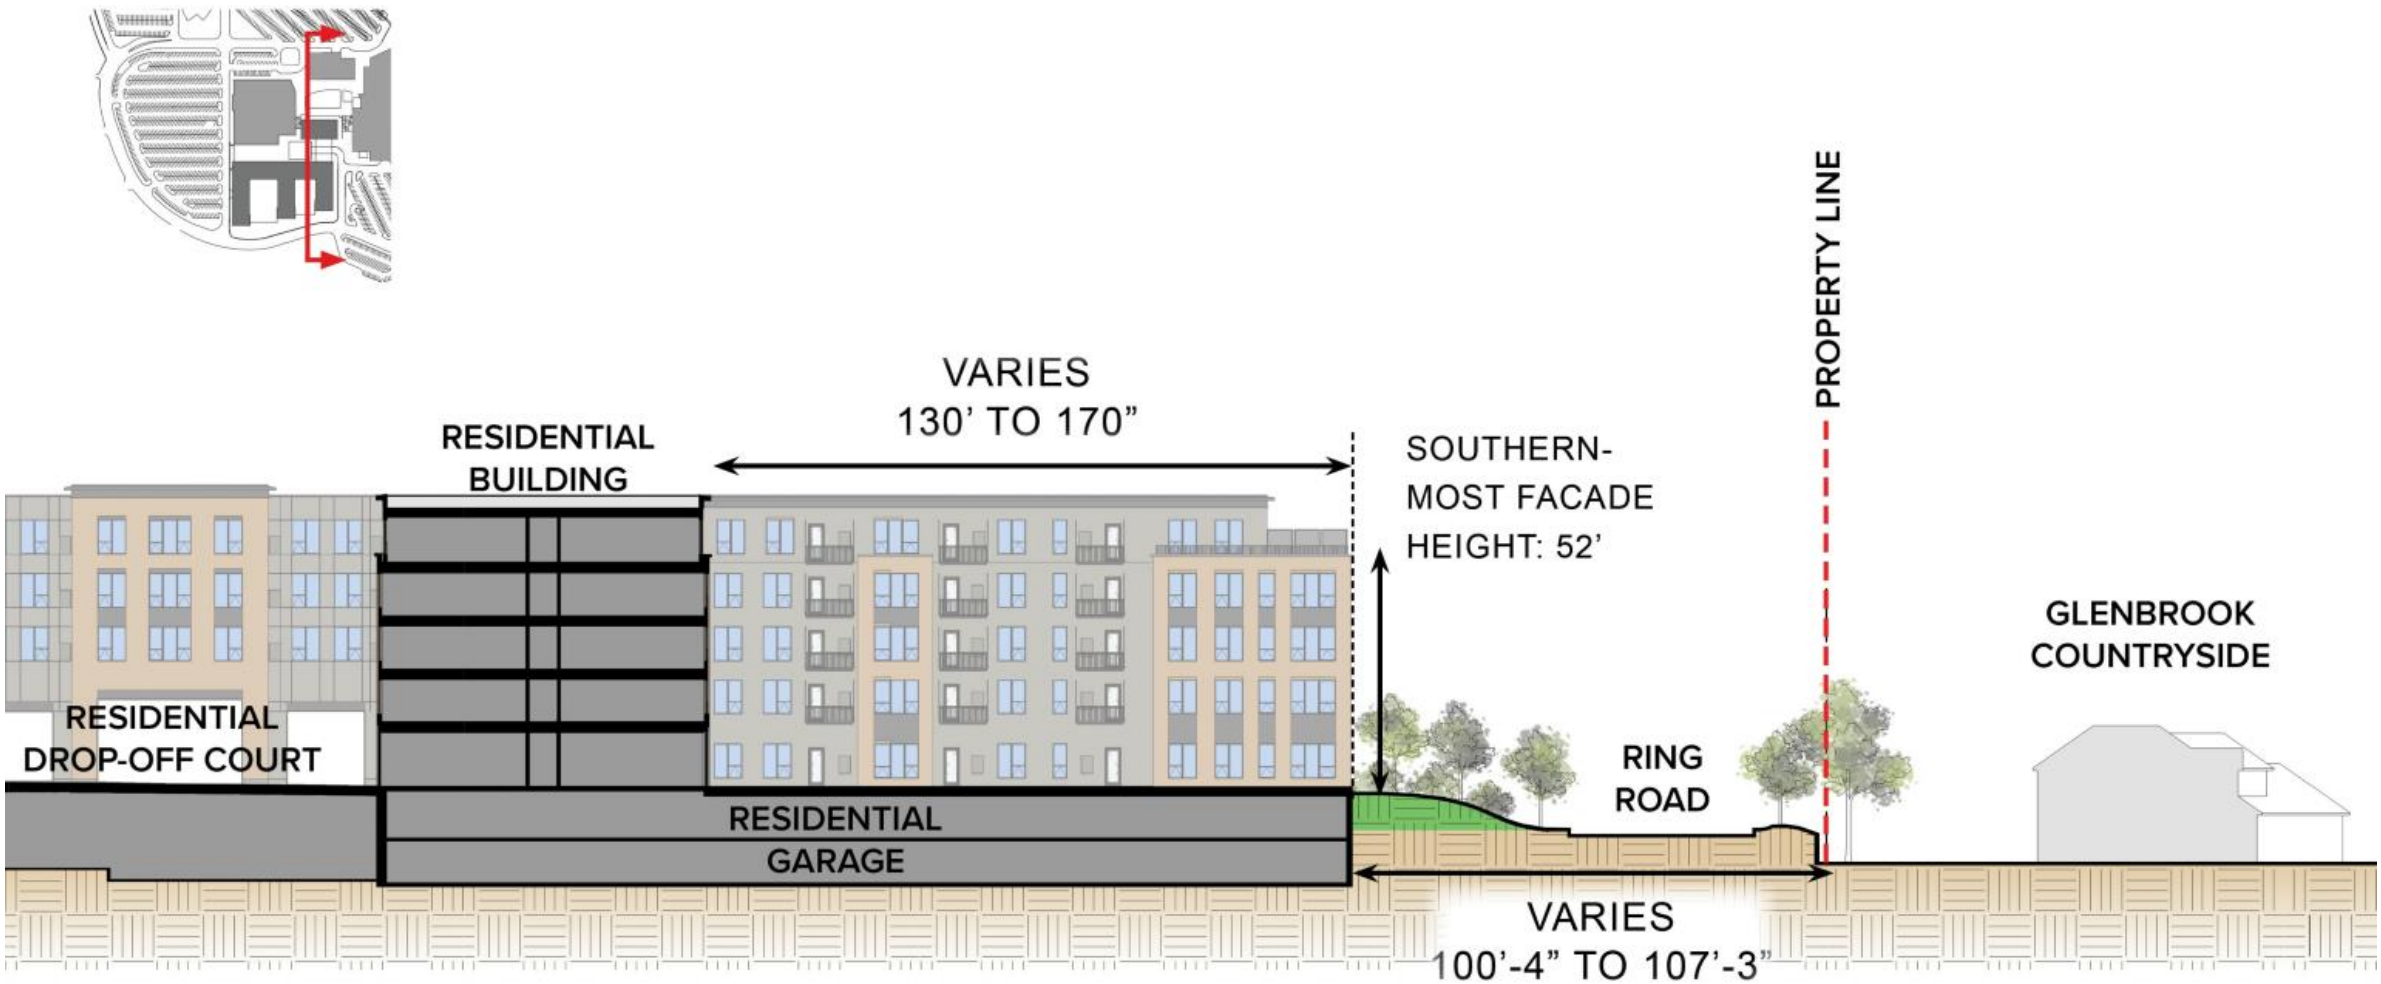 PROPERTY LINE
VARIES
130’ TO 170”
RESIDENTIAL
BUILDING
SOUTHERN-
MOST FACADE
HEIGHT: 52’
GLENBROOK
COUNTRYSIDE
RESIDENTIAL
DROP-OFF COURT
RING
ROAD
RESIDENTIAL
GARAGE
VARIES
100’-4” TO 107’-3”